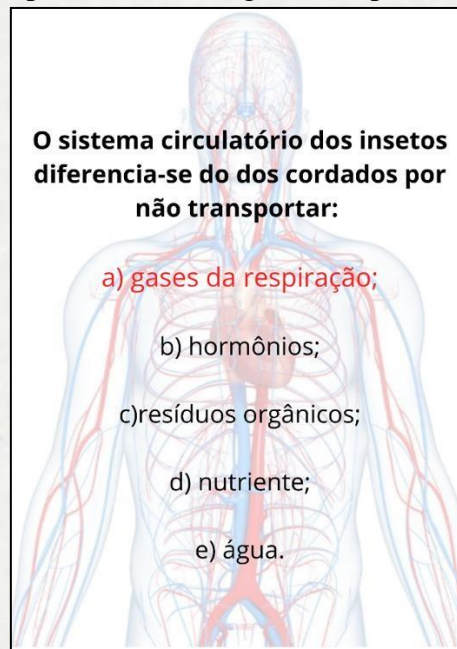 O sistema circulatório dos insetos
diferencia-se do dos cordados por
não transportar:
a) gases da respiração;
b) hormônios;
c)resíduos orgânicos;
d) nutriente;
e) água.